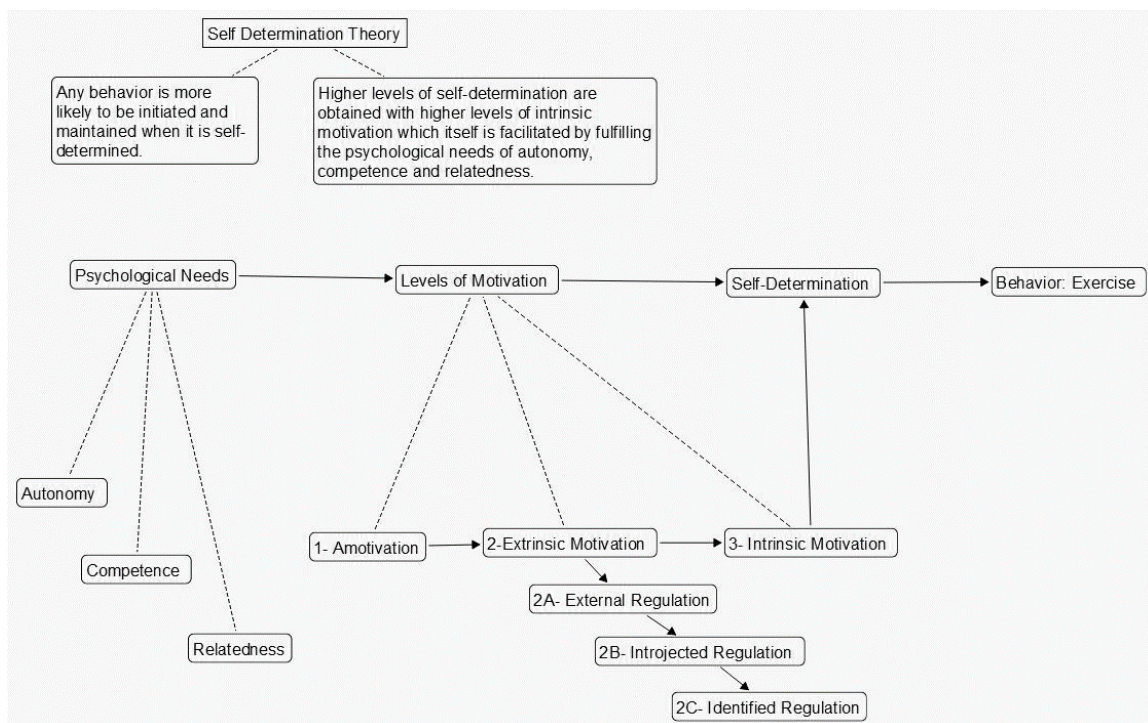 Self Determination Theory
Any behavior is more
likely to be initiated and
maintained when it is self-
determined.
Higher levels of self-determination are
obtained with higher levels of intrinsic
motivation which itself is facilitated by fulfilling
the psychological needs of autonomy,
competence and relatedness.
Psychological Needs
Levels of Motivation
Self-Determination
Behavior: Exercise
Autonomy
Competence
Relatedness
1- Amotivation
2-Extrinsic Motivation
3- Intrinsic Motivation
2A- External Regulation
2B- Introjected Regulation
2C- Identified Regulation